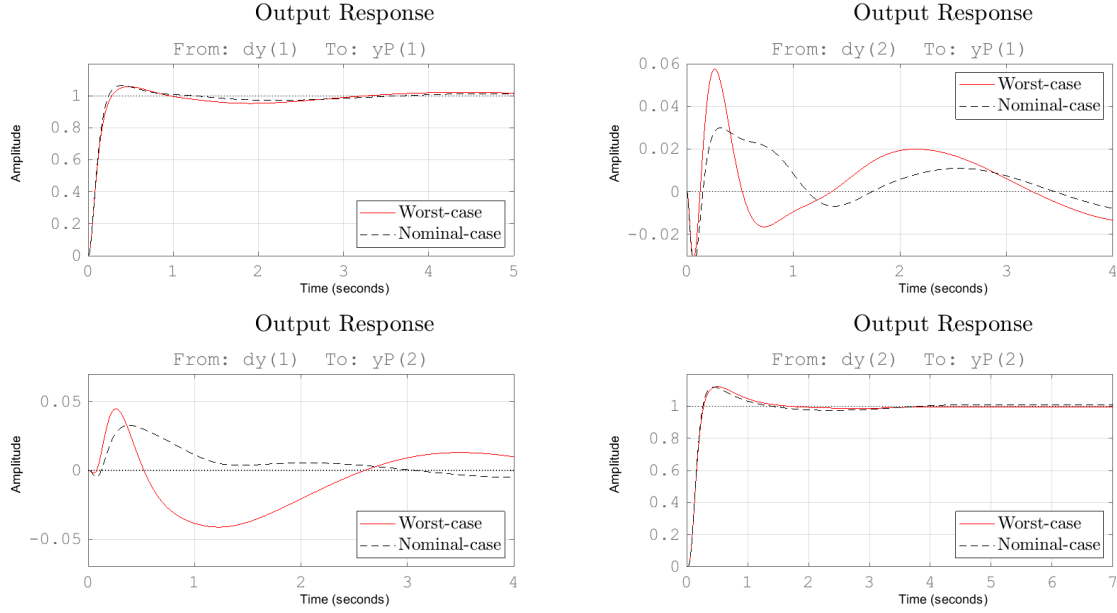 Output Response
From: dy(1) To: yP(1)
Amplitude
1
0.8
0.6
0.4
0.2
0
Worst-case
Nominal-case
0 1 2 3 4 5
Time (seconds)
Output Response
From: dy(2) To: yP(1)
Amplitude
0.06
0.04
0.02
0
-0.02
Worst-case
Nominal-case
0 1 2 3 4
Time (seconds)
Output Response
From: dy(1) To: yP(2)
Amplitude
0.05
0
-0.05
Worst-case
Nominal-case
0 1 2 3 4
Time (seconds)
Output Response
From: dy(2) To: yP(2)
Amplitude
1
0.8
0.6
0.4
0.2
0
Worst-case
Nominal-case
0 1 2 3 4 5 6 7
Time (seconds)